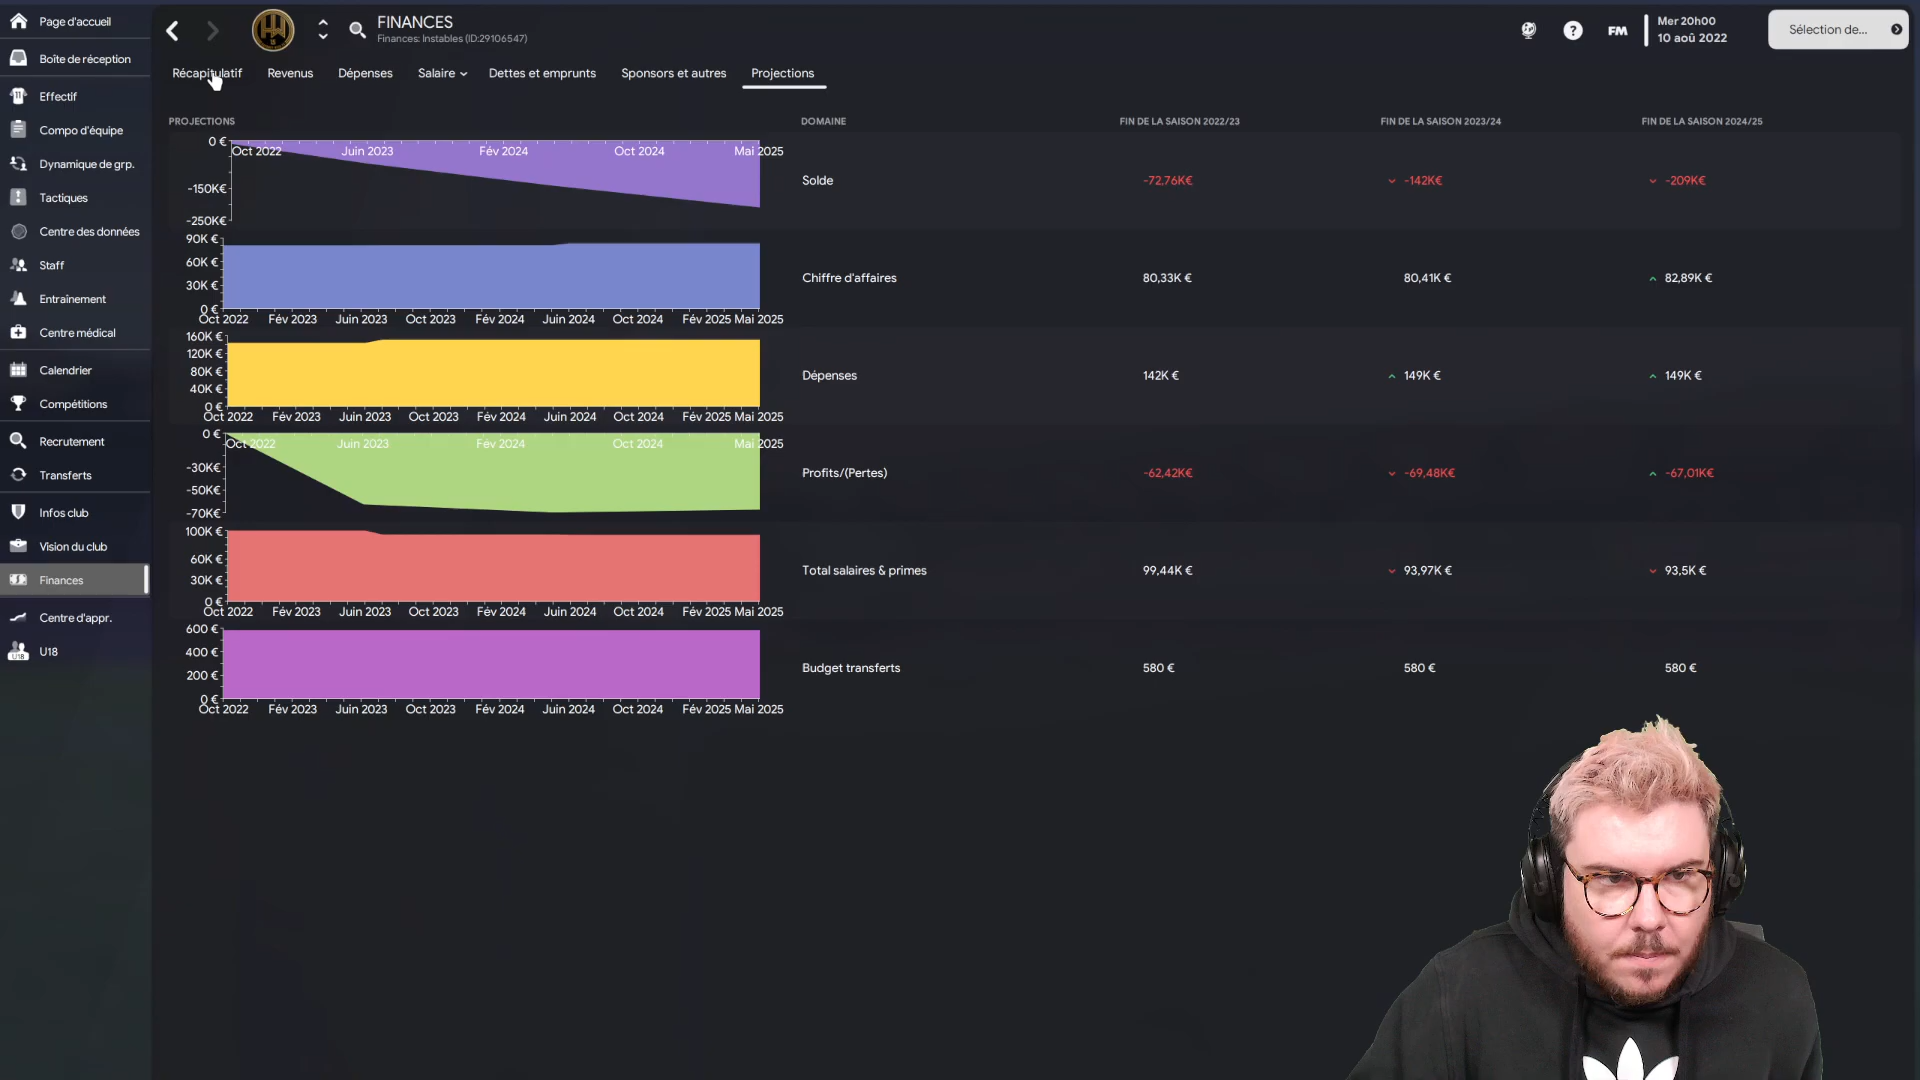 Page d'accueil
Boîte de réception
Effectif
Compo d'équipe
Dynamique de grp.
Tactiques
Centre des données
Staff
Entraînement
Centre médical
Calendrier
Compétitions
Recrutement
Transferts
Infos club
Vision du club
Finances
Centre d'appr.
U18
U18
FINANCES
Finances: Instables (ID:29106547)
?
FM
Mer 20h00
10 aoû 2022
Sélection de...
Récapitulatif Revenus Dépenses Salaire Dettes et emprunts Sponsors et autres Projections
PROJECTIONS DOMAINE FIN DE LA SAISON 2022/23 FIN DE LA SAISON 2023/24 FIN DE LA SAISON 2024/25
0 €
Oct 2022 Juin 2023 Fév 2024 Oct 2024 Mai 2025
-150K€
-250K€
Solde -72,76K€ -142K€ -209K€
90K €
60K €
30K €
0 €
Oct 2022 Fév 2023 Juin 2023 Oct 2023 Fév 2024 Juin 2024 Oct 2024 Fév 2025 Mai 2025
Chiffre d'affaires 80,33K € 80,41K € 82,89K €
160K €
120K €
80K €
40K €
0 €
Oct 2022 Fév 2023 Juin 2023 Oct 2023 Fév 2024 Juin 2024 Oct 2024 Fév 2025 Mai 2025
Dépenses 142K € 149K € 149K €
0 €
Oct 2022 Juin 2023 Fév 2024 Oct 2024 Mai 2025
-30K€
-50K€
-70K€
Profits/(Pertes) -62,42K€ -69,48K€ -67,01K€
100K €
60K €
30K €
0 €
Oct 2022 Fév 2023 Juin 2023 Oct 2023 Fév 2024 Juin 2024 Oct 2024 Fév 2025 Mai 2025
Total salaires & primes 99,44K € 93,97K € 93,5K €
600 €
400 €
200 €
0 €
Oct 2022 Fév 2023 Juin 2023 Oct 2023 Fév 2024 Juin 2024 Oct 2024 Fév 2025 Mai 2025
Budget transferts 580 € 580 € 580 €